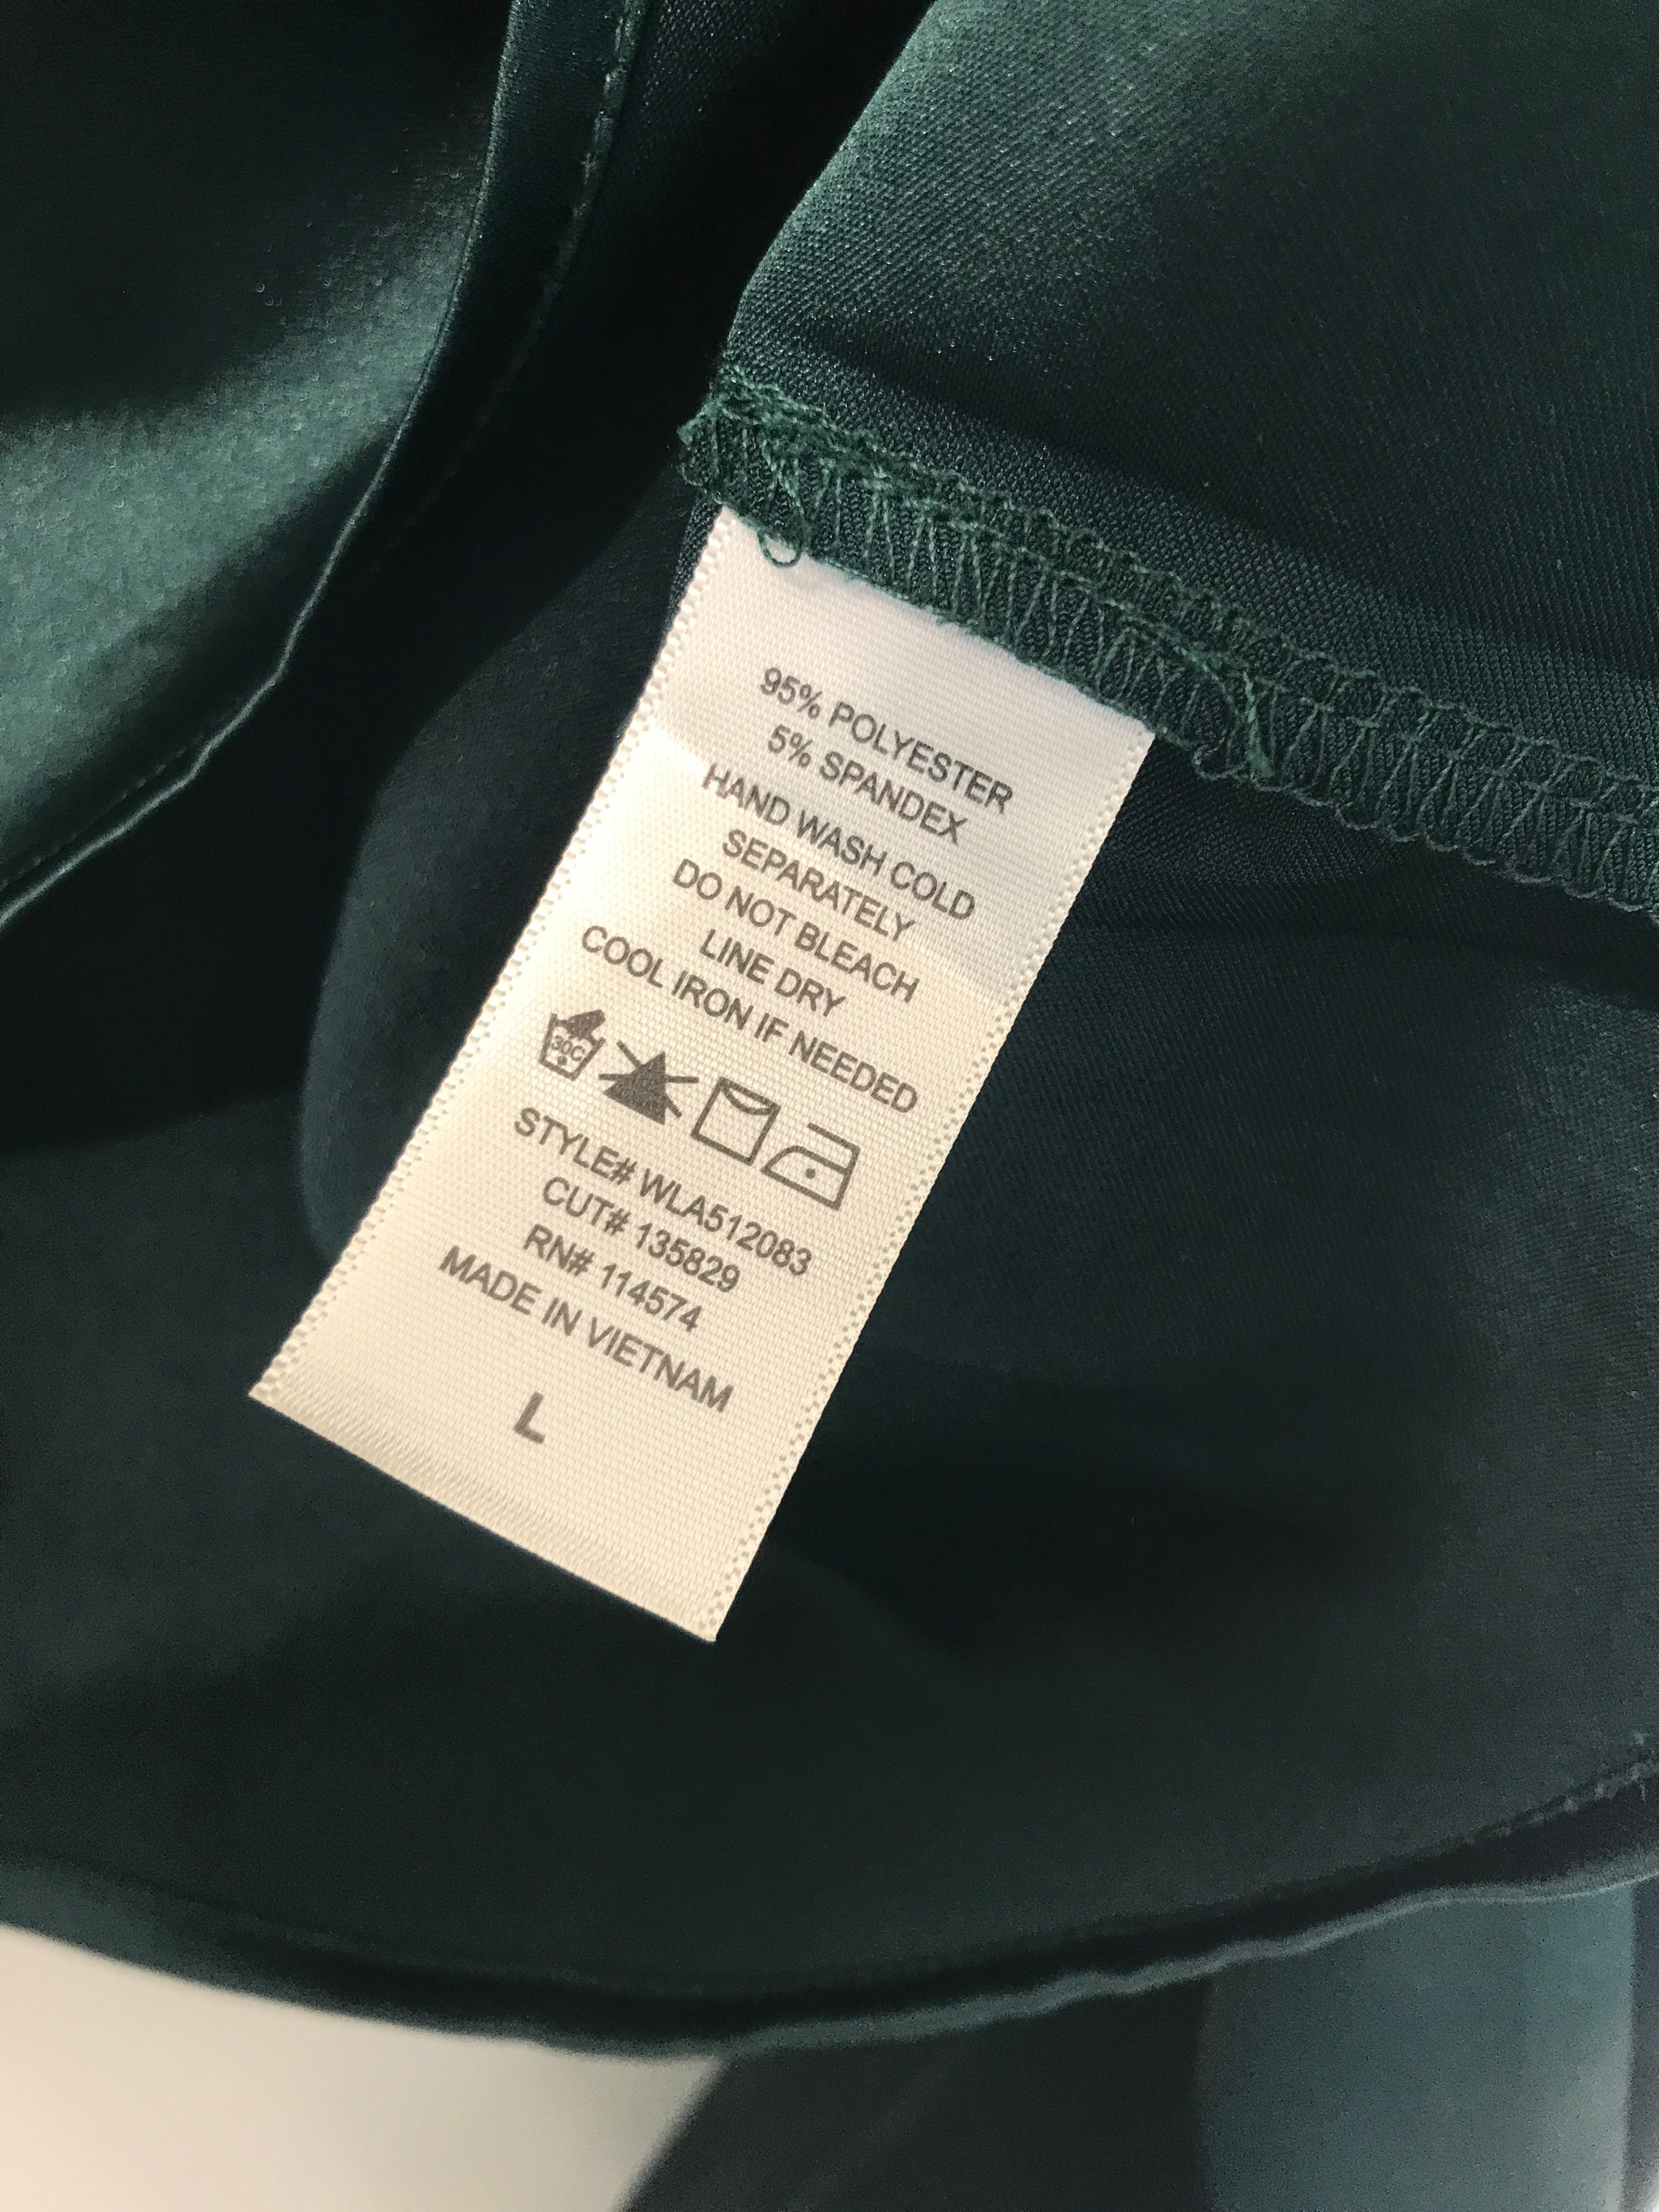 95% POLYESTER
5% SPANDEX
HAND WASH COLD
SEPARATELY
DO NOT BLEACH
LINE DRY
COOL IRON IF NEEDED
30C
STYLE# WLA512083
CUT# 135829
RN# 114574
MADE IN VIETNAM
L